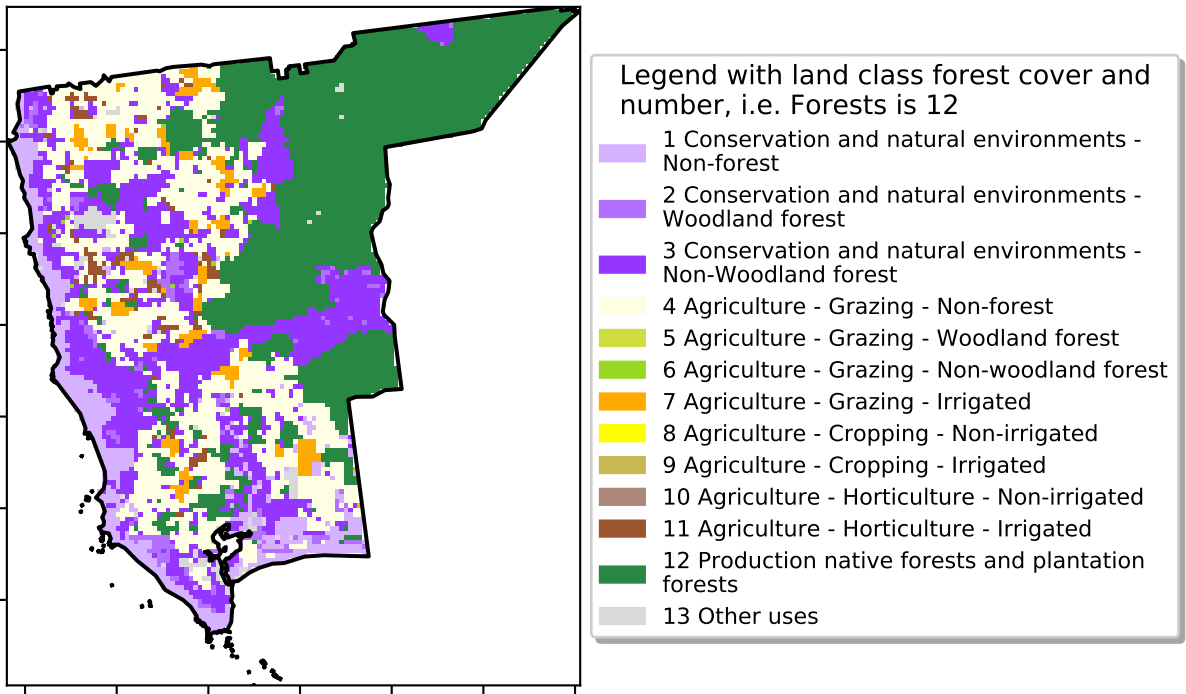 Legend with land class forest cover and
number, i.e. Forests is 12
1 Conservation and natural environments -
Non-forest
2 Conservation and natural environments -
Woodland forest
3 Conservation and natural environments -
Non-Woodland forest
4 Agriculture - Grazing - Non-forest
5 Agriculture - Grazing - Woodland forest
6 Agriculture - Grazing - Non-woodland forest
7 Agriculture - Grazing - Irrigated
8 Agriculture - Cropping - Non-irrigated
9 Agriculture - Cropping - Irrigated
10 Agriculture - Horticulture - Non-irrigated
11 Agriculture - Horticulture - Irrigated
12 Production native forests and plantation
forests
13 Other uses